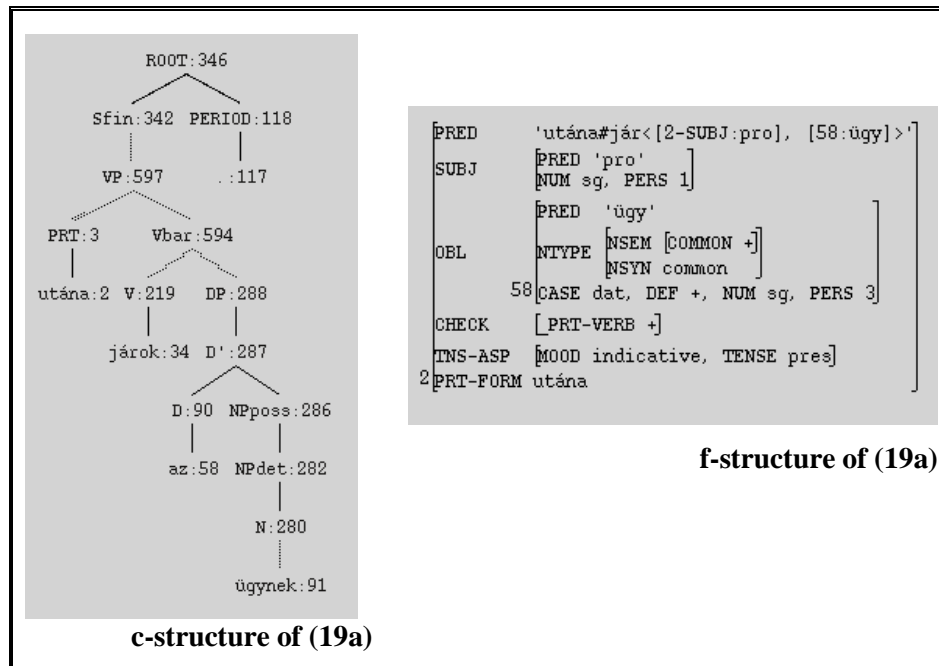 ROOT:346
Sfin:342 PERIOD:118
VP:597 .:117
PRT:3 Vbar:594
utána:2 V:219 DP:288
járok:34 D':287
D:90 NPposs:286
az:58 NPdet:282
N:280
ügynek:91
c-structure of (19a)
PRED 'utána#jár<[2-SUBJ:pro], [58:ügy]>'
SUBJ PRED 'pro'
NUM sg, PERS 1
PRED 'ügy'
OBL NTYPE NSEM [COMMON +]
NSYN common
58 CASE dat, DEF +, NUM sg, PERS 3
CHECK [_PRT-VERB +]
TNS-ASP [MOOD indicative, TENSE pres]
2 PRT-FORM utána
f-structure of (19a)